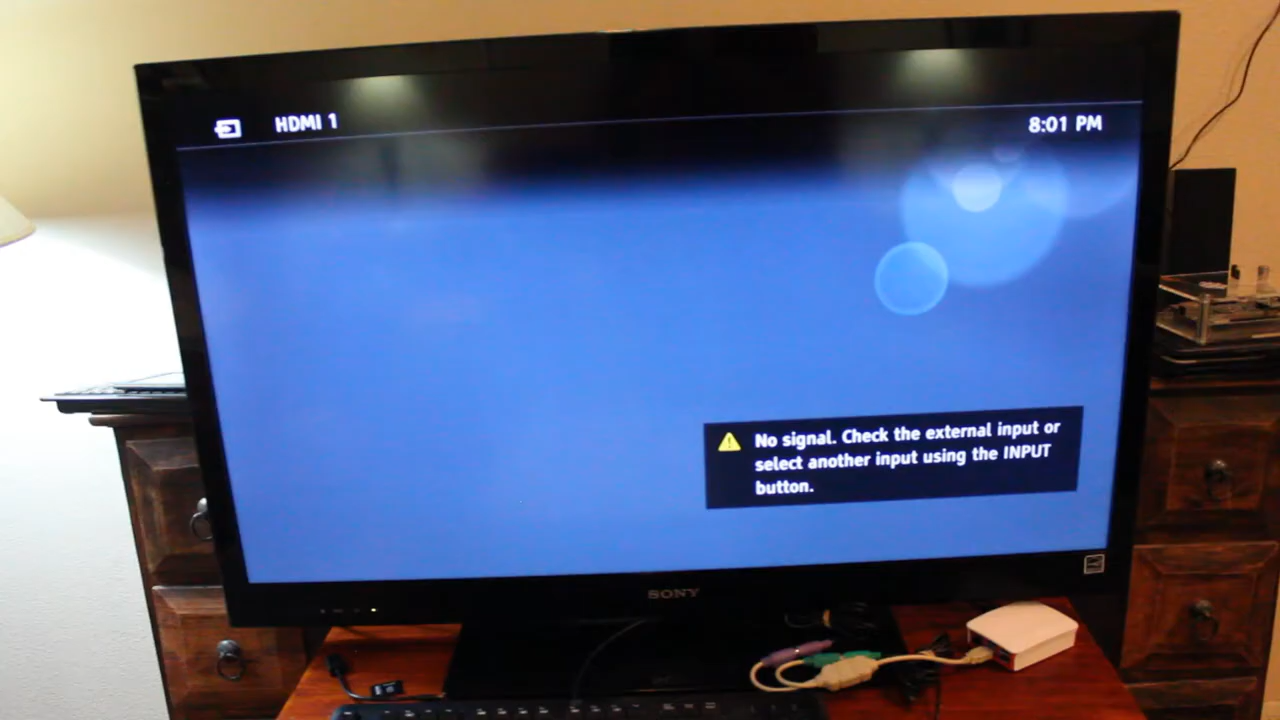 HDMI 1
8:01 PM
No signal. Check the external input or
select another input using the INPUT
button.
SONY